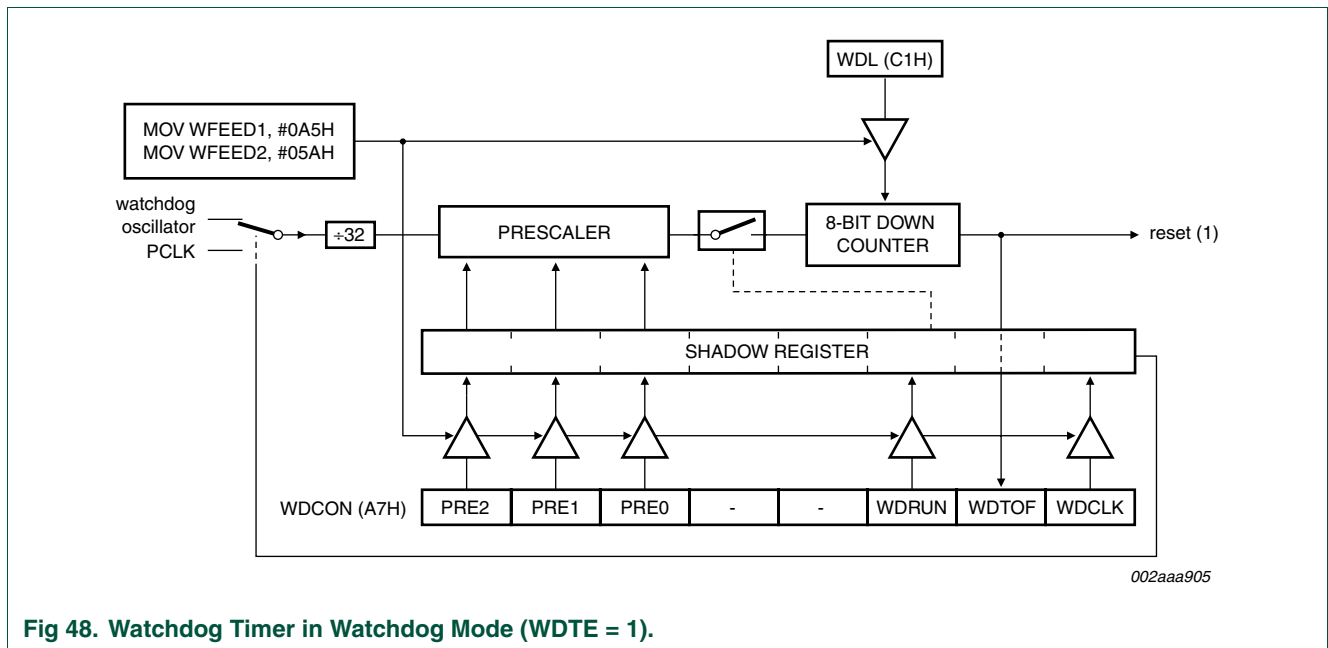 WDL (C1H)
MOV WFEED1, #0A5H
MOV WFEED2, #05AH
watchdog
oscillator
PCLK
÷32
PRESCALER
8-BIT DOWN
COUNTER
reset (1)
SHADOW REGISTER
WDCON (A7H)
PRE2
PRE1
PRE0
-
-
WDRUN
WDTOF
WDCLK
002aaa905
Fig 48. Watchdog Timer in Watchdog Mode (WDTE = 1).